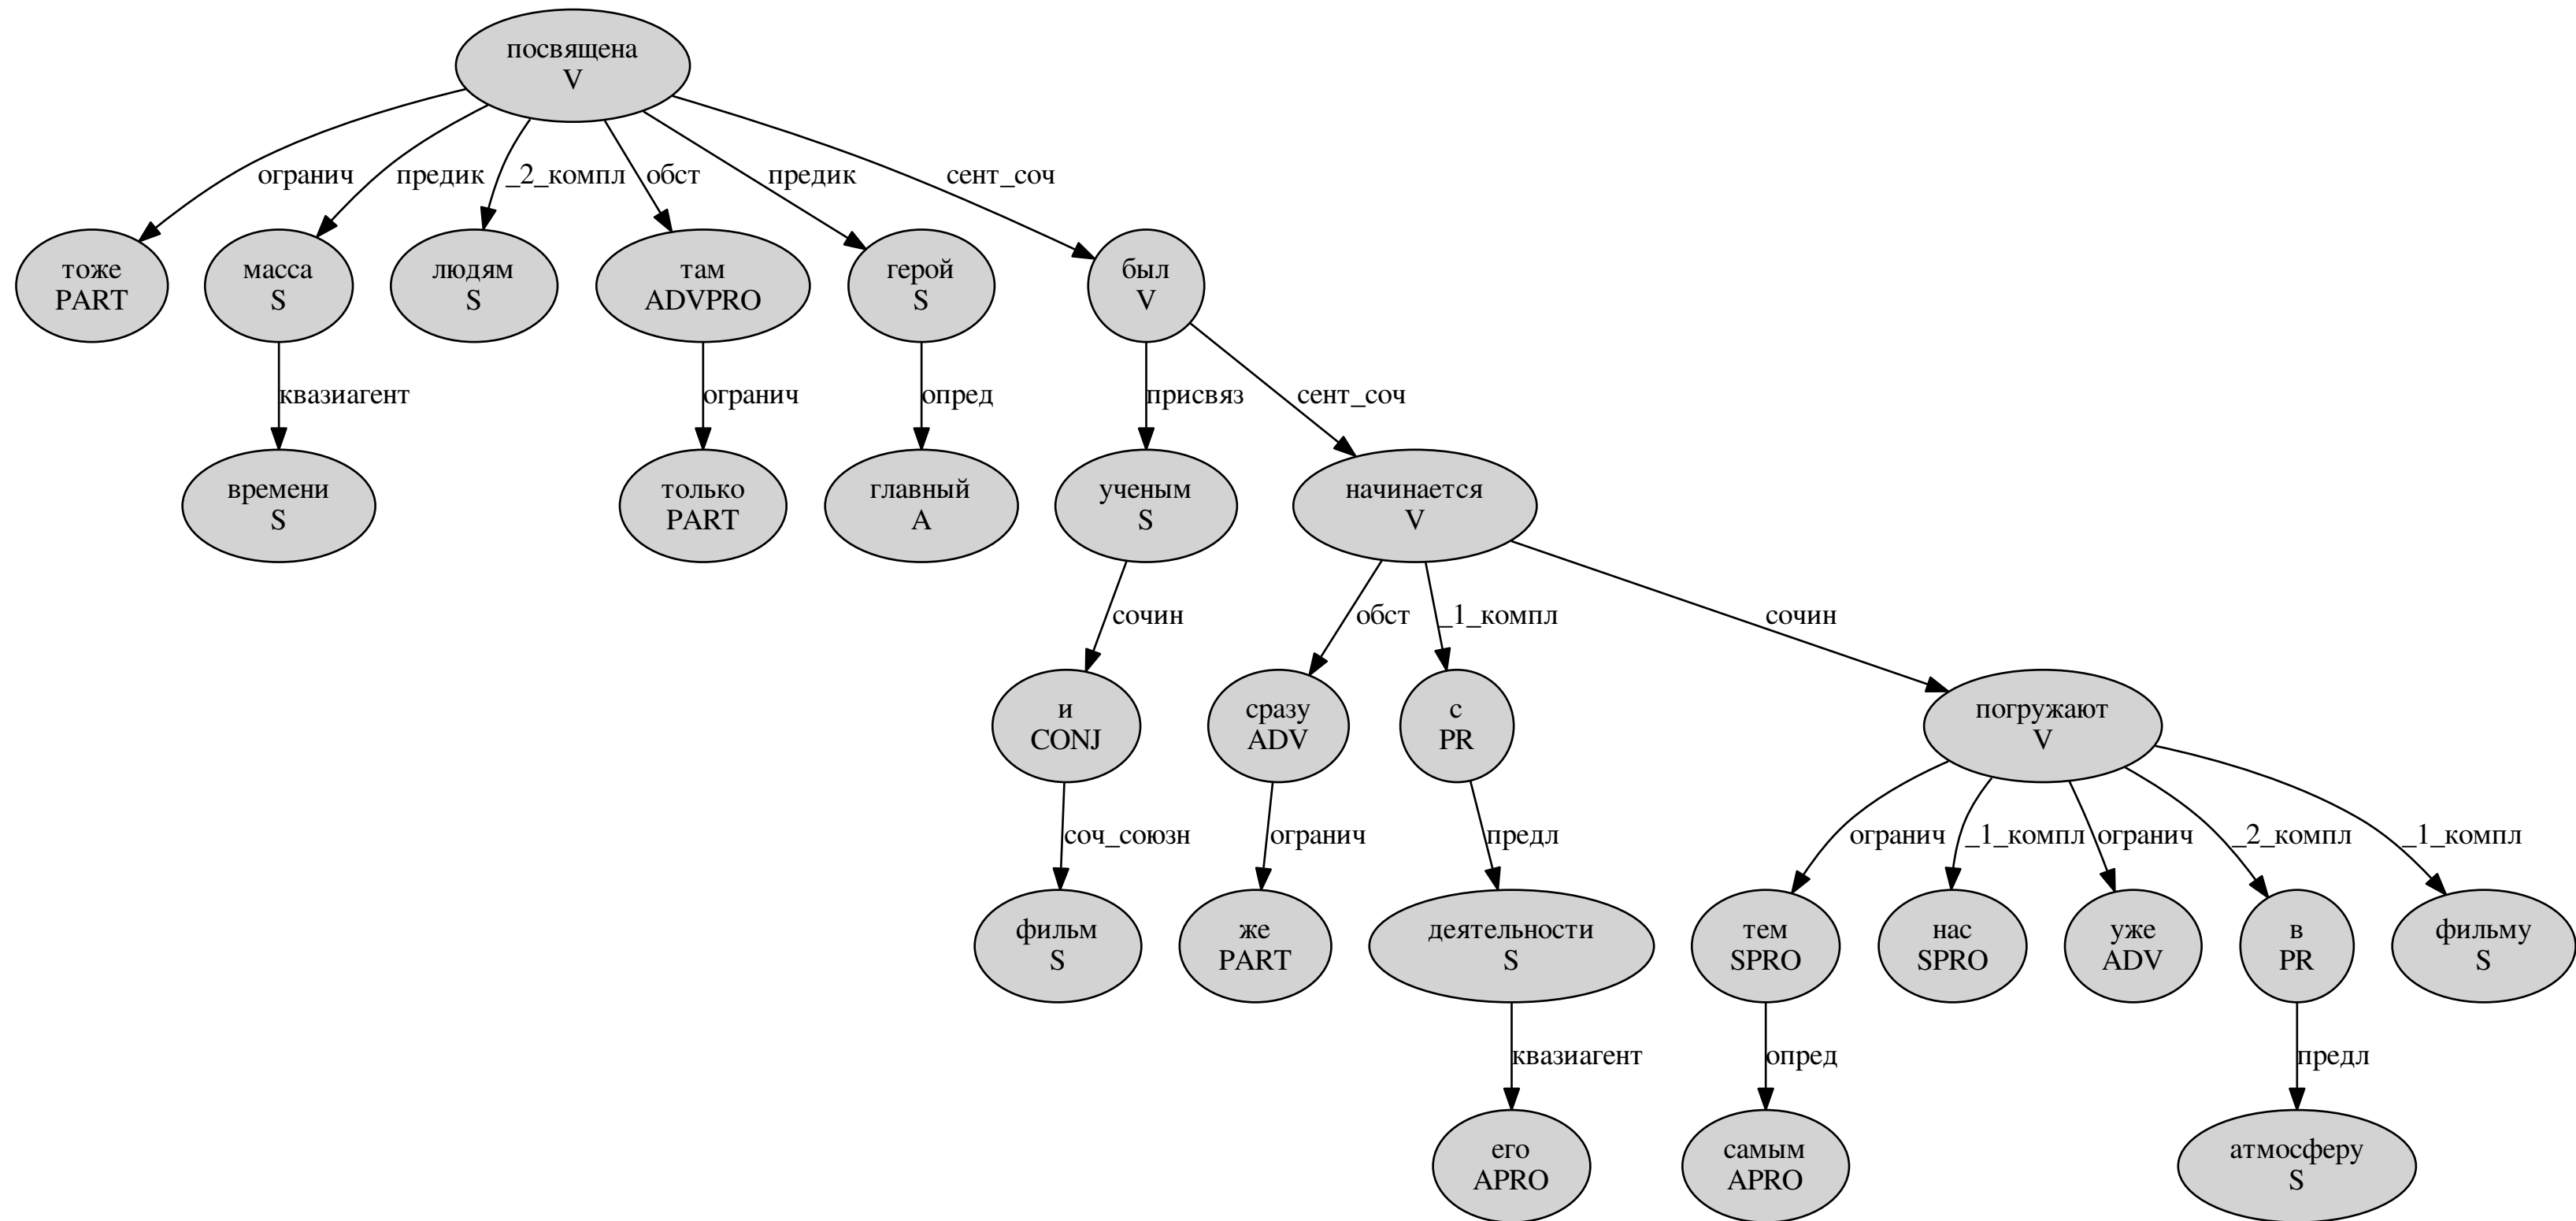 посвящена
V
огранич
предик
_2_компл
обст
предик
сент_соч
тоже
PART
масса
S
людям
S
там
ADVPRO
герой
S
был
V
квазиагент
огранич
опред
присвяз
сент_соч
времени
S
только
PART
главный
A
ученым
S
начинается
V
сочин
обст
_1_компл
сочин
и
CONJ
сразу
ADV
с
PR
погружают
V
соч_союзн
огранич
предл
огранич
_1_компл
огранич
_2_компл
_1_компл
фильм
S
же
PART
деятельности
S
тем
SPRO
нас
SPRO
уже
ADV
в
PR
фильму
S
квазиагент
опред
предл
его
APRO
самым
APRO
атмосферу
S